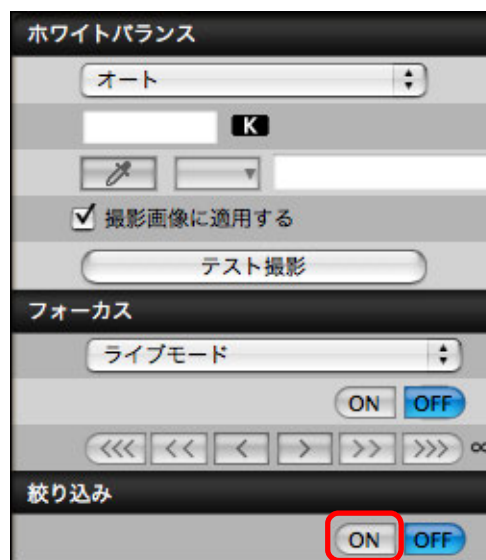 ホワイトバランス
オート
K
撮影画像に適用する
テスト撮影
フォーカス
ライブモード
ON OFF
<<< << < > >> >>> ∞
絞り込み
ON OFF